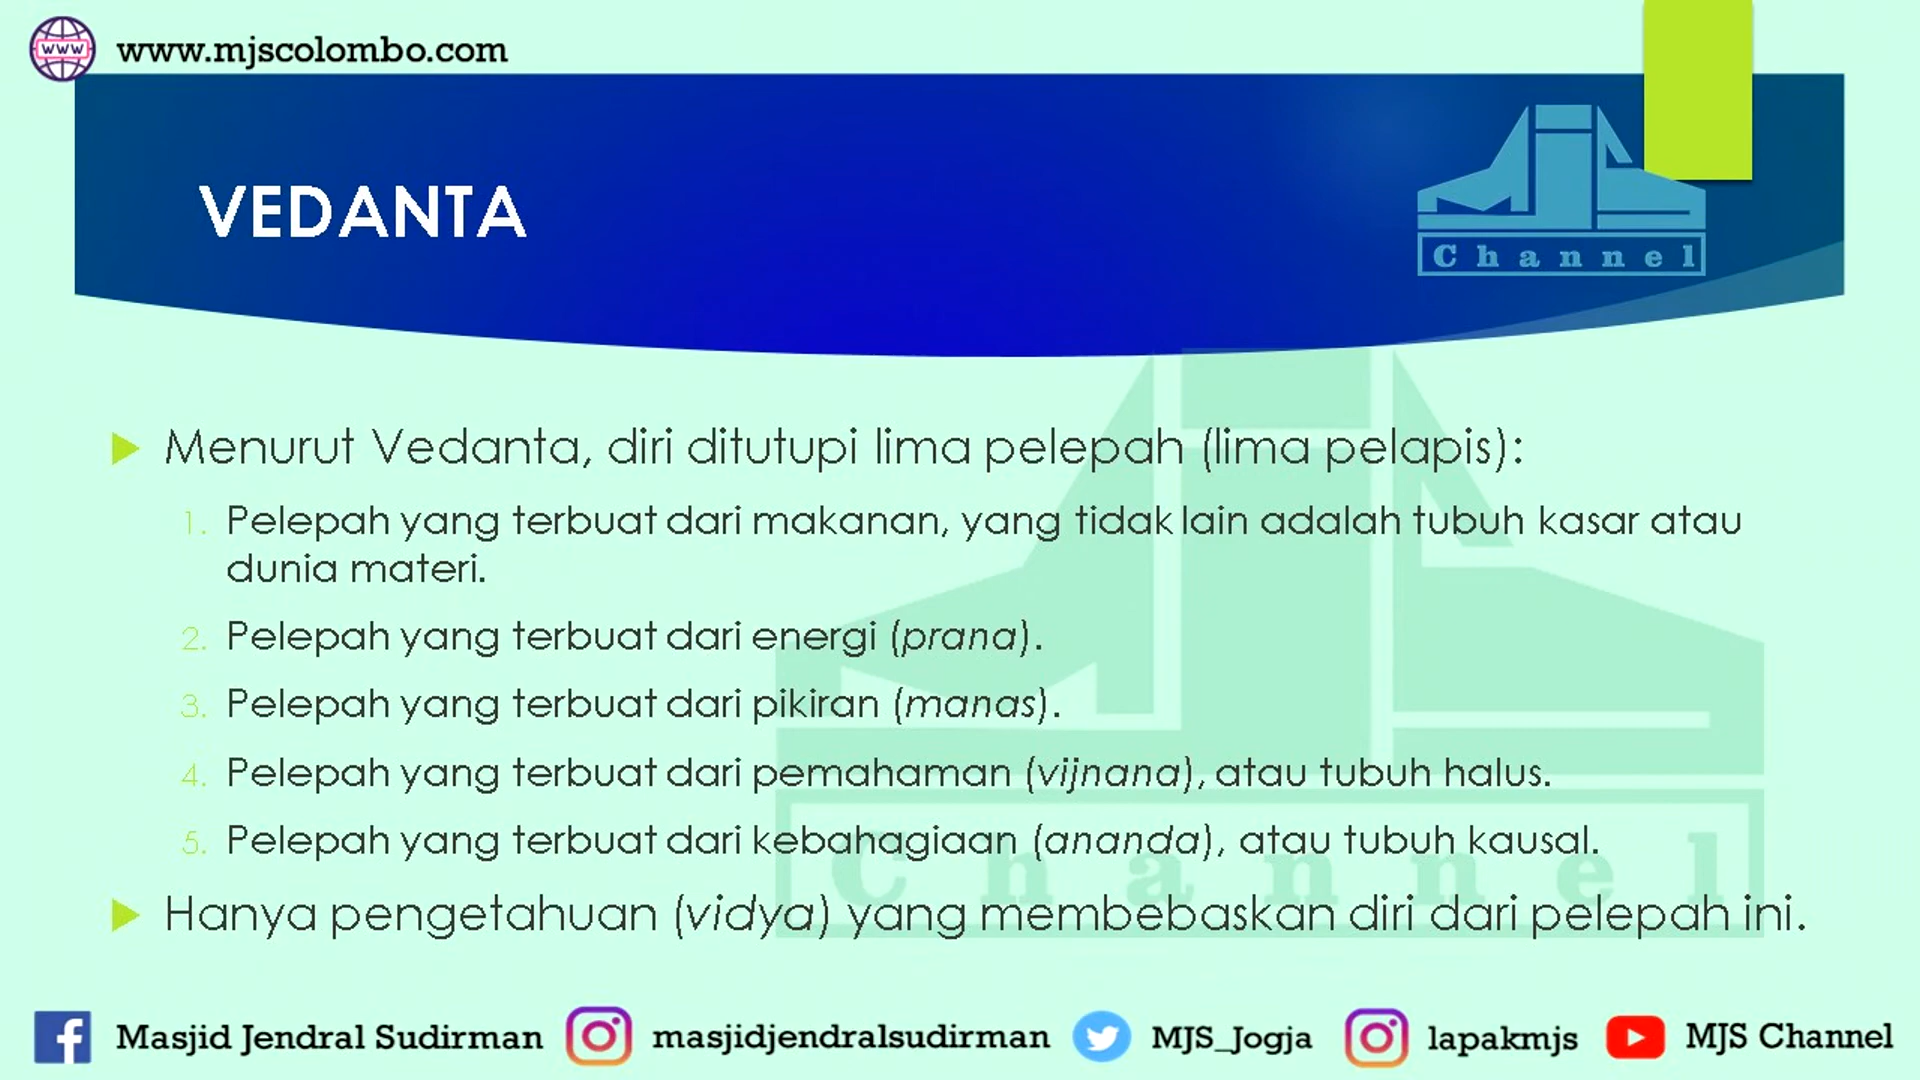 www
www.mjscolombo.com
MJS
Channel
VEDANTA
Menurut Vedanta, diri ditutupi lima pelepah (lima pelapis):
1. Pelepah yang terbuat dari makanan, yang tidak lain adalah tubuh kasar atau
dunia materi.
2. Pelepah yang terbuat dari energi (prana).
3. Pelepah yang terbuat dari pikiran (manas).
4. Pelepah yang terbuat dari pemahaman (vijnana), atau tubuh halus.
5. Pelepah yang terbuat dari kebahagiaan (ananda), atau tubuh kausal.
Hanya pengetahuan (vidya) yang membebaskan diri dari pelepah ini.
Channel
Masjid Jendral Sudirman masjidjendralsudirman MJS_Jogja lapakmjs MJS Channel